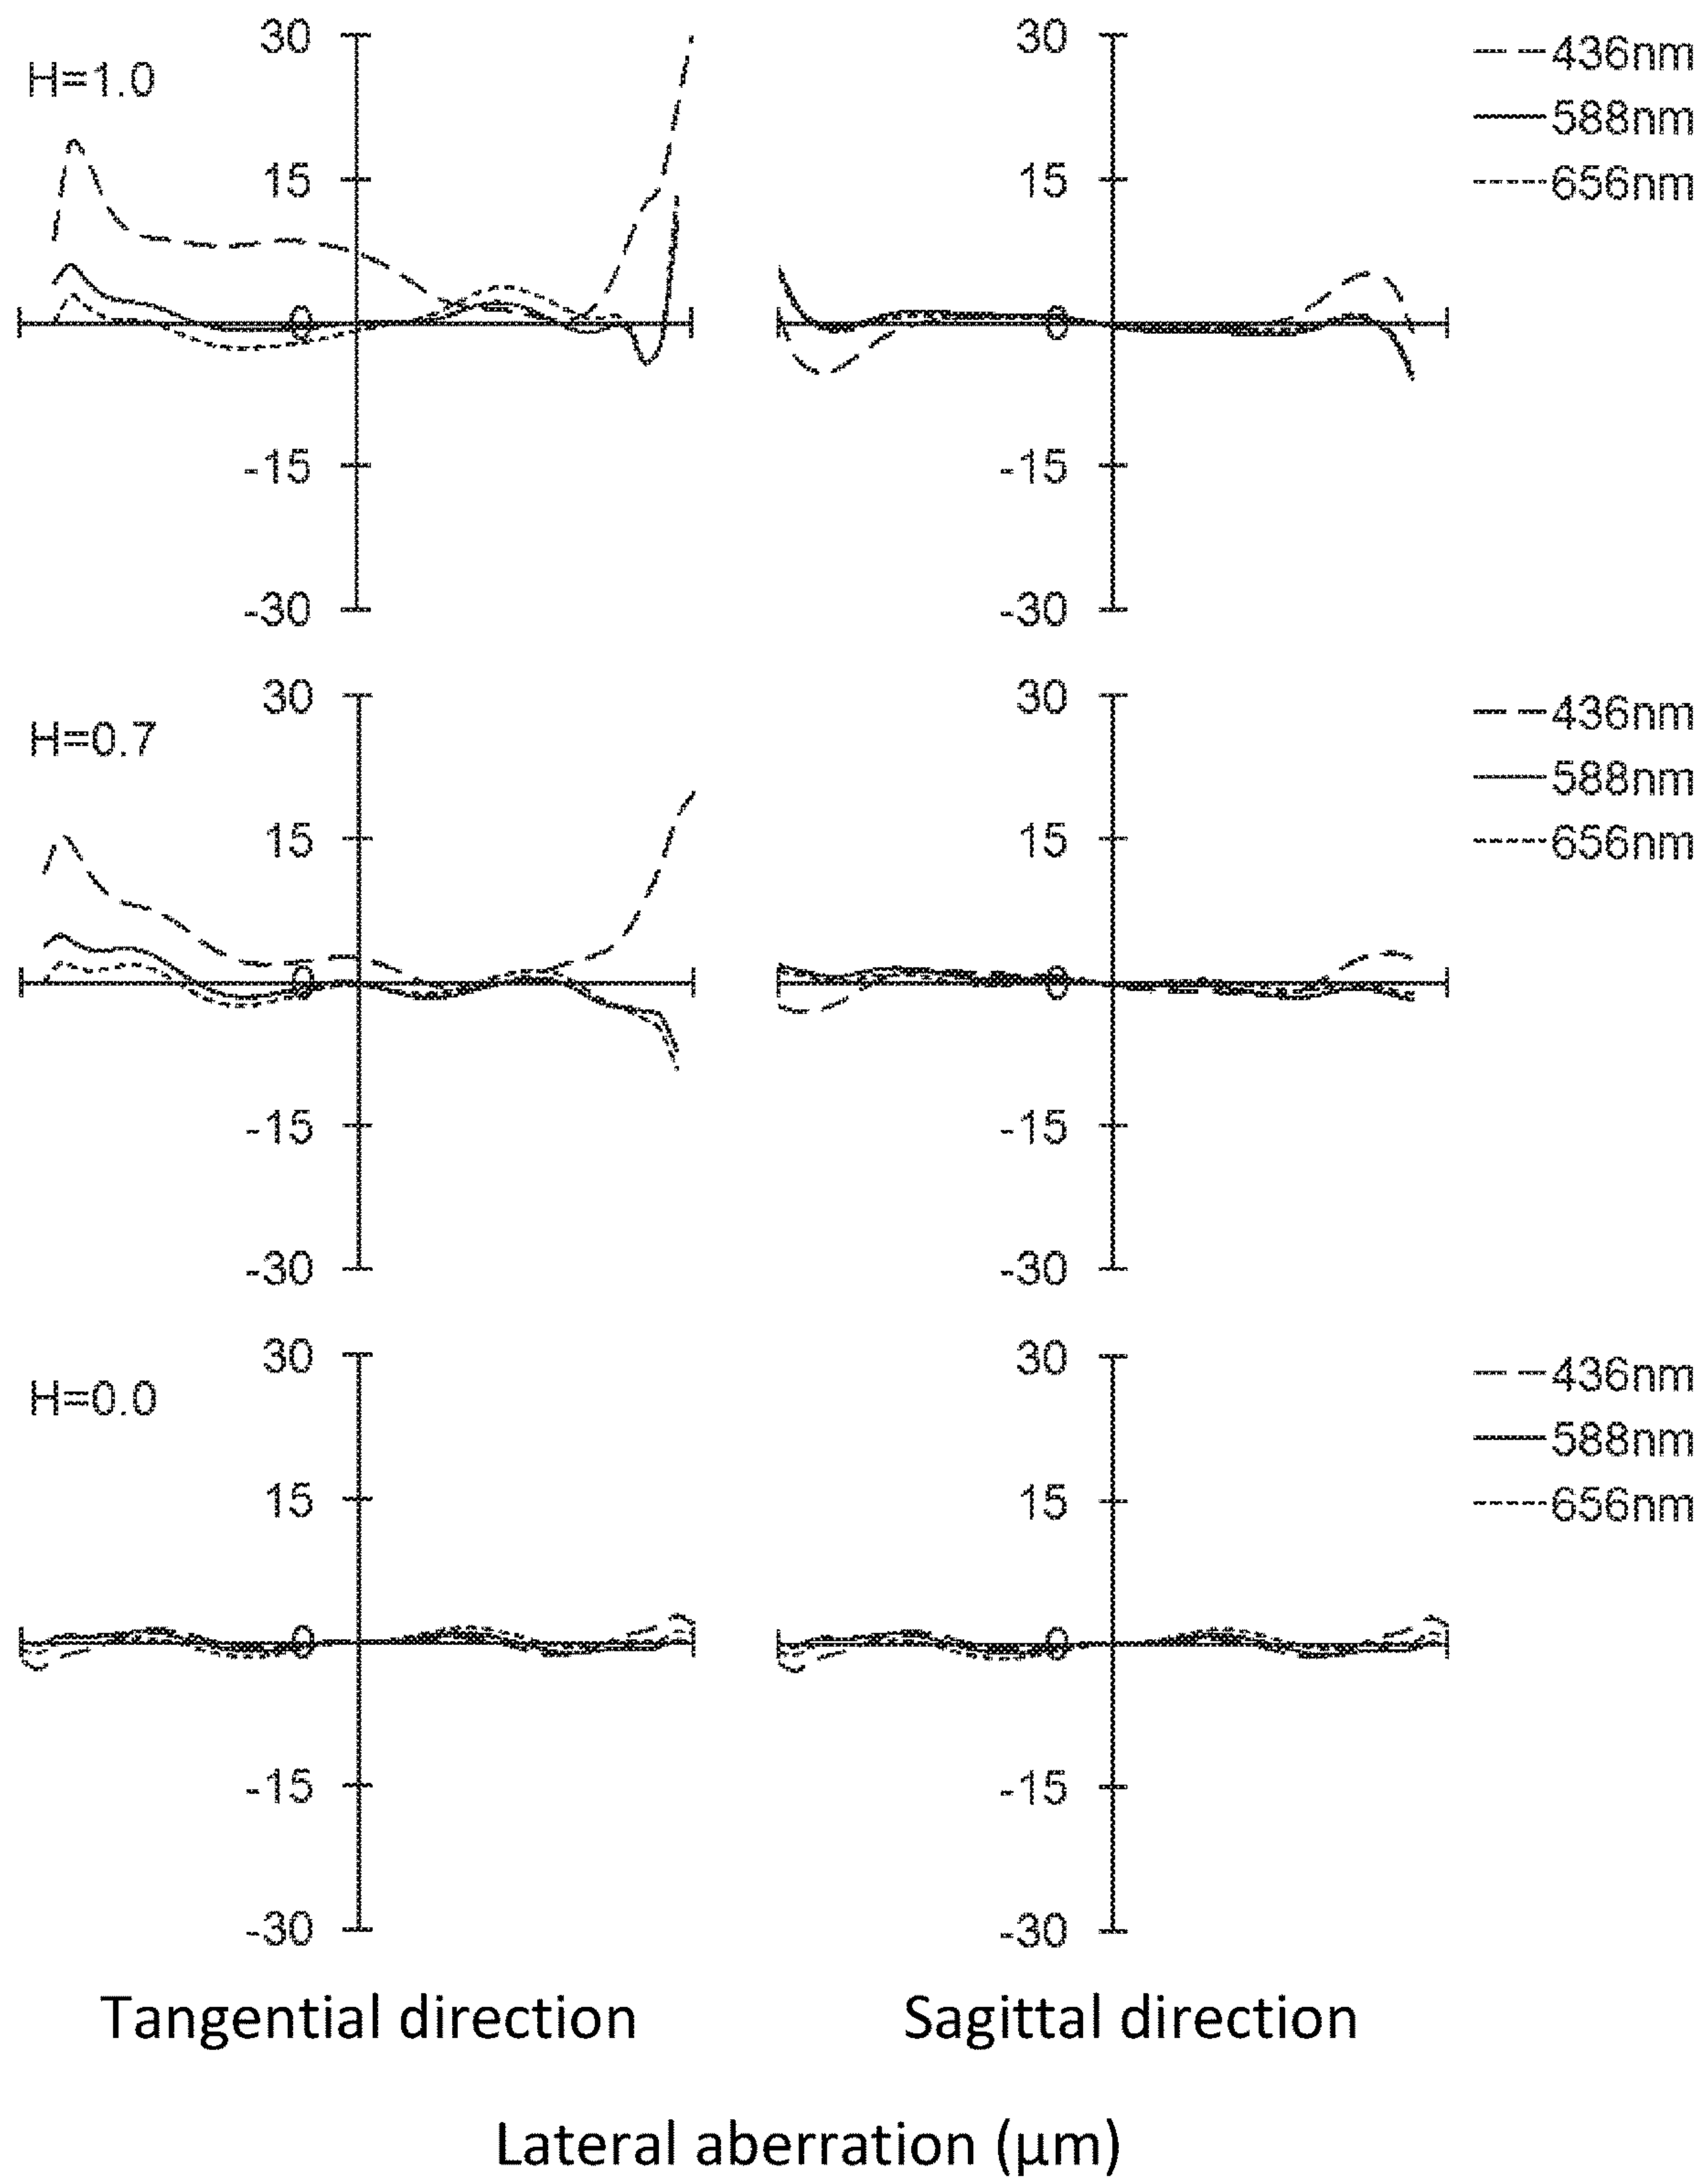 30 30 436nm
H=1.0
588nm
15 15 656nm
0 0
-15 -15
-30 -30
30 30 436nm
H=0.7
588nm
15 15 656nm
0 0
-15 -15
-30 -30
30 30 436nm
H=0.0
588nm
15 15 656nm
0 0
-15 -15
-30 -30
Tangential direction Sagittal direction
Lateral aberration (μm)